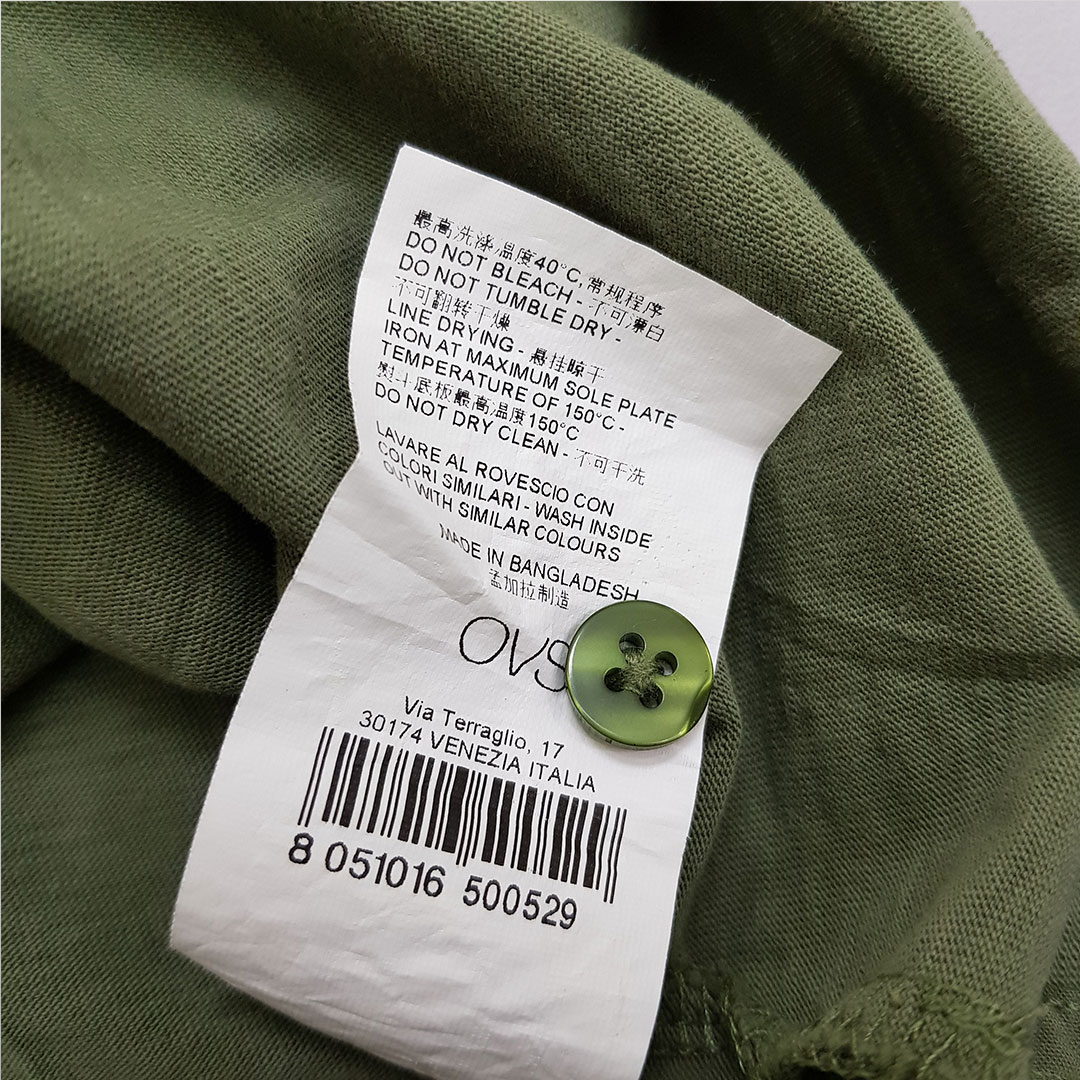 最高洗涤温度40°C,常规程序
DO NOT BLEACH - 不可漂白
DO NOT TUMBLE DRY -
不可翻转干燥
LINE DRYING - 悬挂晾干
IRON AT MAXIMUM SOLE PLATE
TEMPERATURE OF 150°C -
熨斗底板最高温度150°C
DO NOT DRY CLEAN - 不可干洗
LAVARE AL ROVESCIO CON
COLORI SIMILARI - WASH INSIDE
OUT WITH SIMILAR COLOURS
MADE IN BANGLADESH
孟加拉制造
OVS
Via Terraglio, 17
30174 VENEZIA ITALIA
8 051016 500529